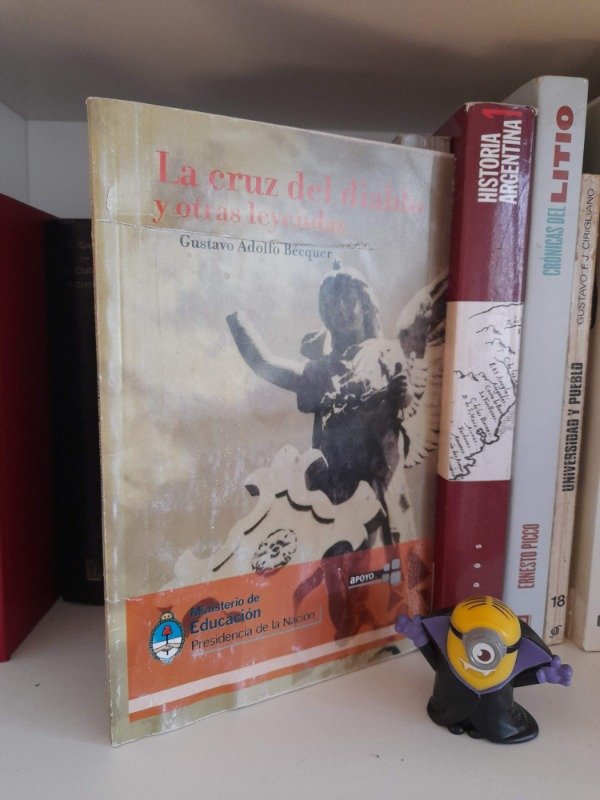 La cruz del diablo
y otras leyendas
Gustavo Adolfo Bécquer
APOYO
Ministerio de
Educación
Presidencia de la Nación
HISTORIA
ARGENTINA
1
CRÓNICAS DEL
LITIO
ERNESTO PICCO
GUSTAVO F. J. CIRIGLIANO
UNIVERSIDAD Y PUEBLO
18